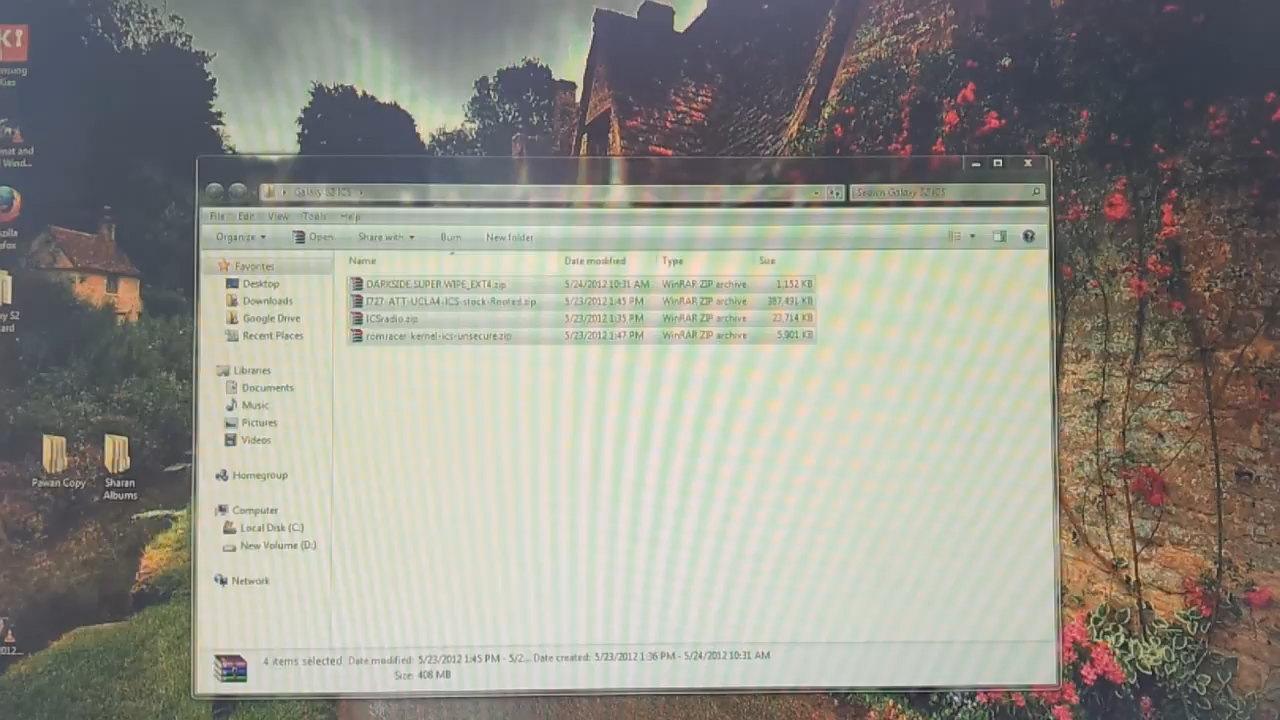 KI
Kies
Wind...
Pawan Copy
Sharan
Albums
2012...
Galaxy S2 ICS
Search Galaxy S2 ICS
File Edit View Tools Help
Organize Open Share with Burn New folder
Name Date modified Type Size
DARKSIDE.SUPER.WIPE_EXT4.zip 5/24/2012 10:31 AM WinRAR ZIP archive 1,152 KB
I727-ATT-UCLA4-ICS-stock-Rooted.zip 5/23/2012 1:45 PM WinRAR ZIP archive 387,491 KB
ICSradio.zip 5/23/2012 1:35 PM WinRAR ZIP archive 23,714 KB
romracer kernel-ics-unsecure.zip 5/23/2012 1:47 PM WinRAR ZIP archive 5,901 KB
Favorites
Desktop
Downloads
Google Drive
Recent Places
Libraries
Documents
Music
Pictures
Videos
Homegroup
Computer
Local Disk (C:)
New Volume (D:)
Network
4 items selected Date modified: 5/23/2012 1:45 PM - 5/2... Date created: 5/23/2012 1:36 PM - 5/24/2012 10:31 AM
Size: 408 MB